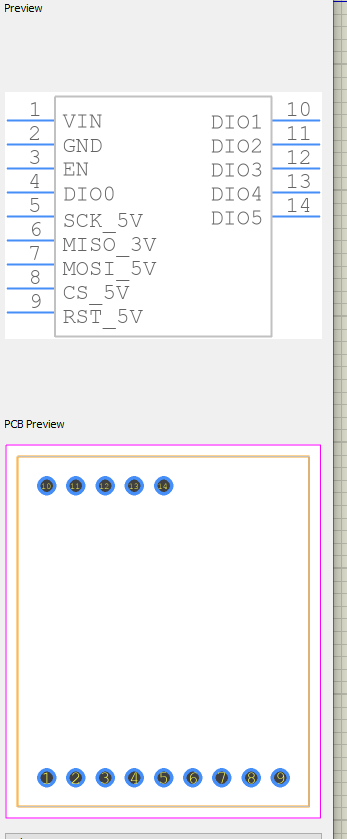 Preview
1 VIN DIO1 10
2 GND DIO2 11
3 EN DIO3 12
4 DIO0 DIO4 13
5 SCK_5V DIO5 14
6 MISO_3V
7 MOSI_5V
8 CS_5V
9 RST_5V
PCB Preview
10 11 12 13 14
1 2 3 4 5 6 7 8 9